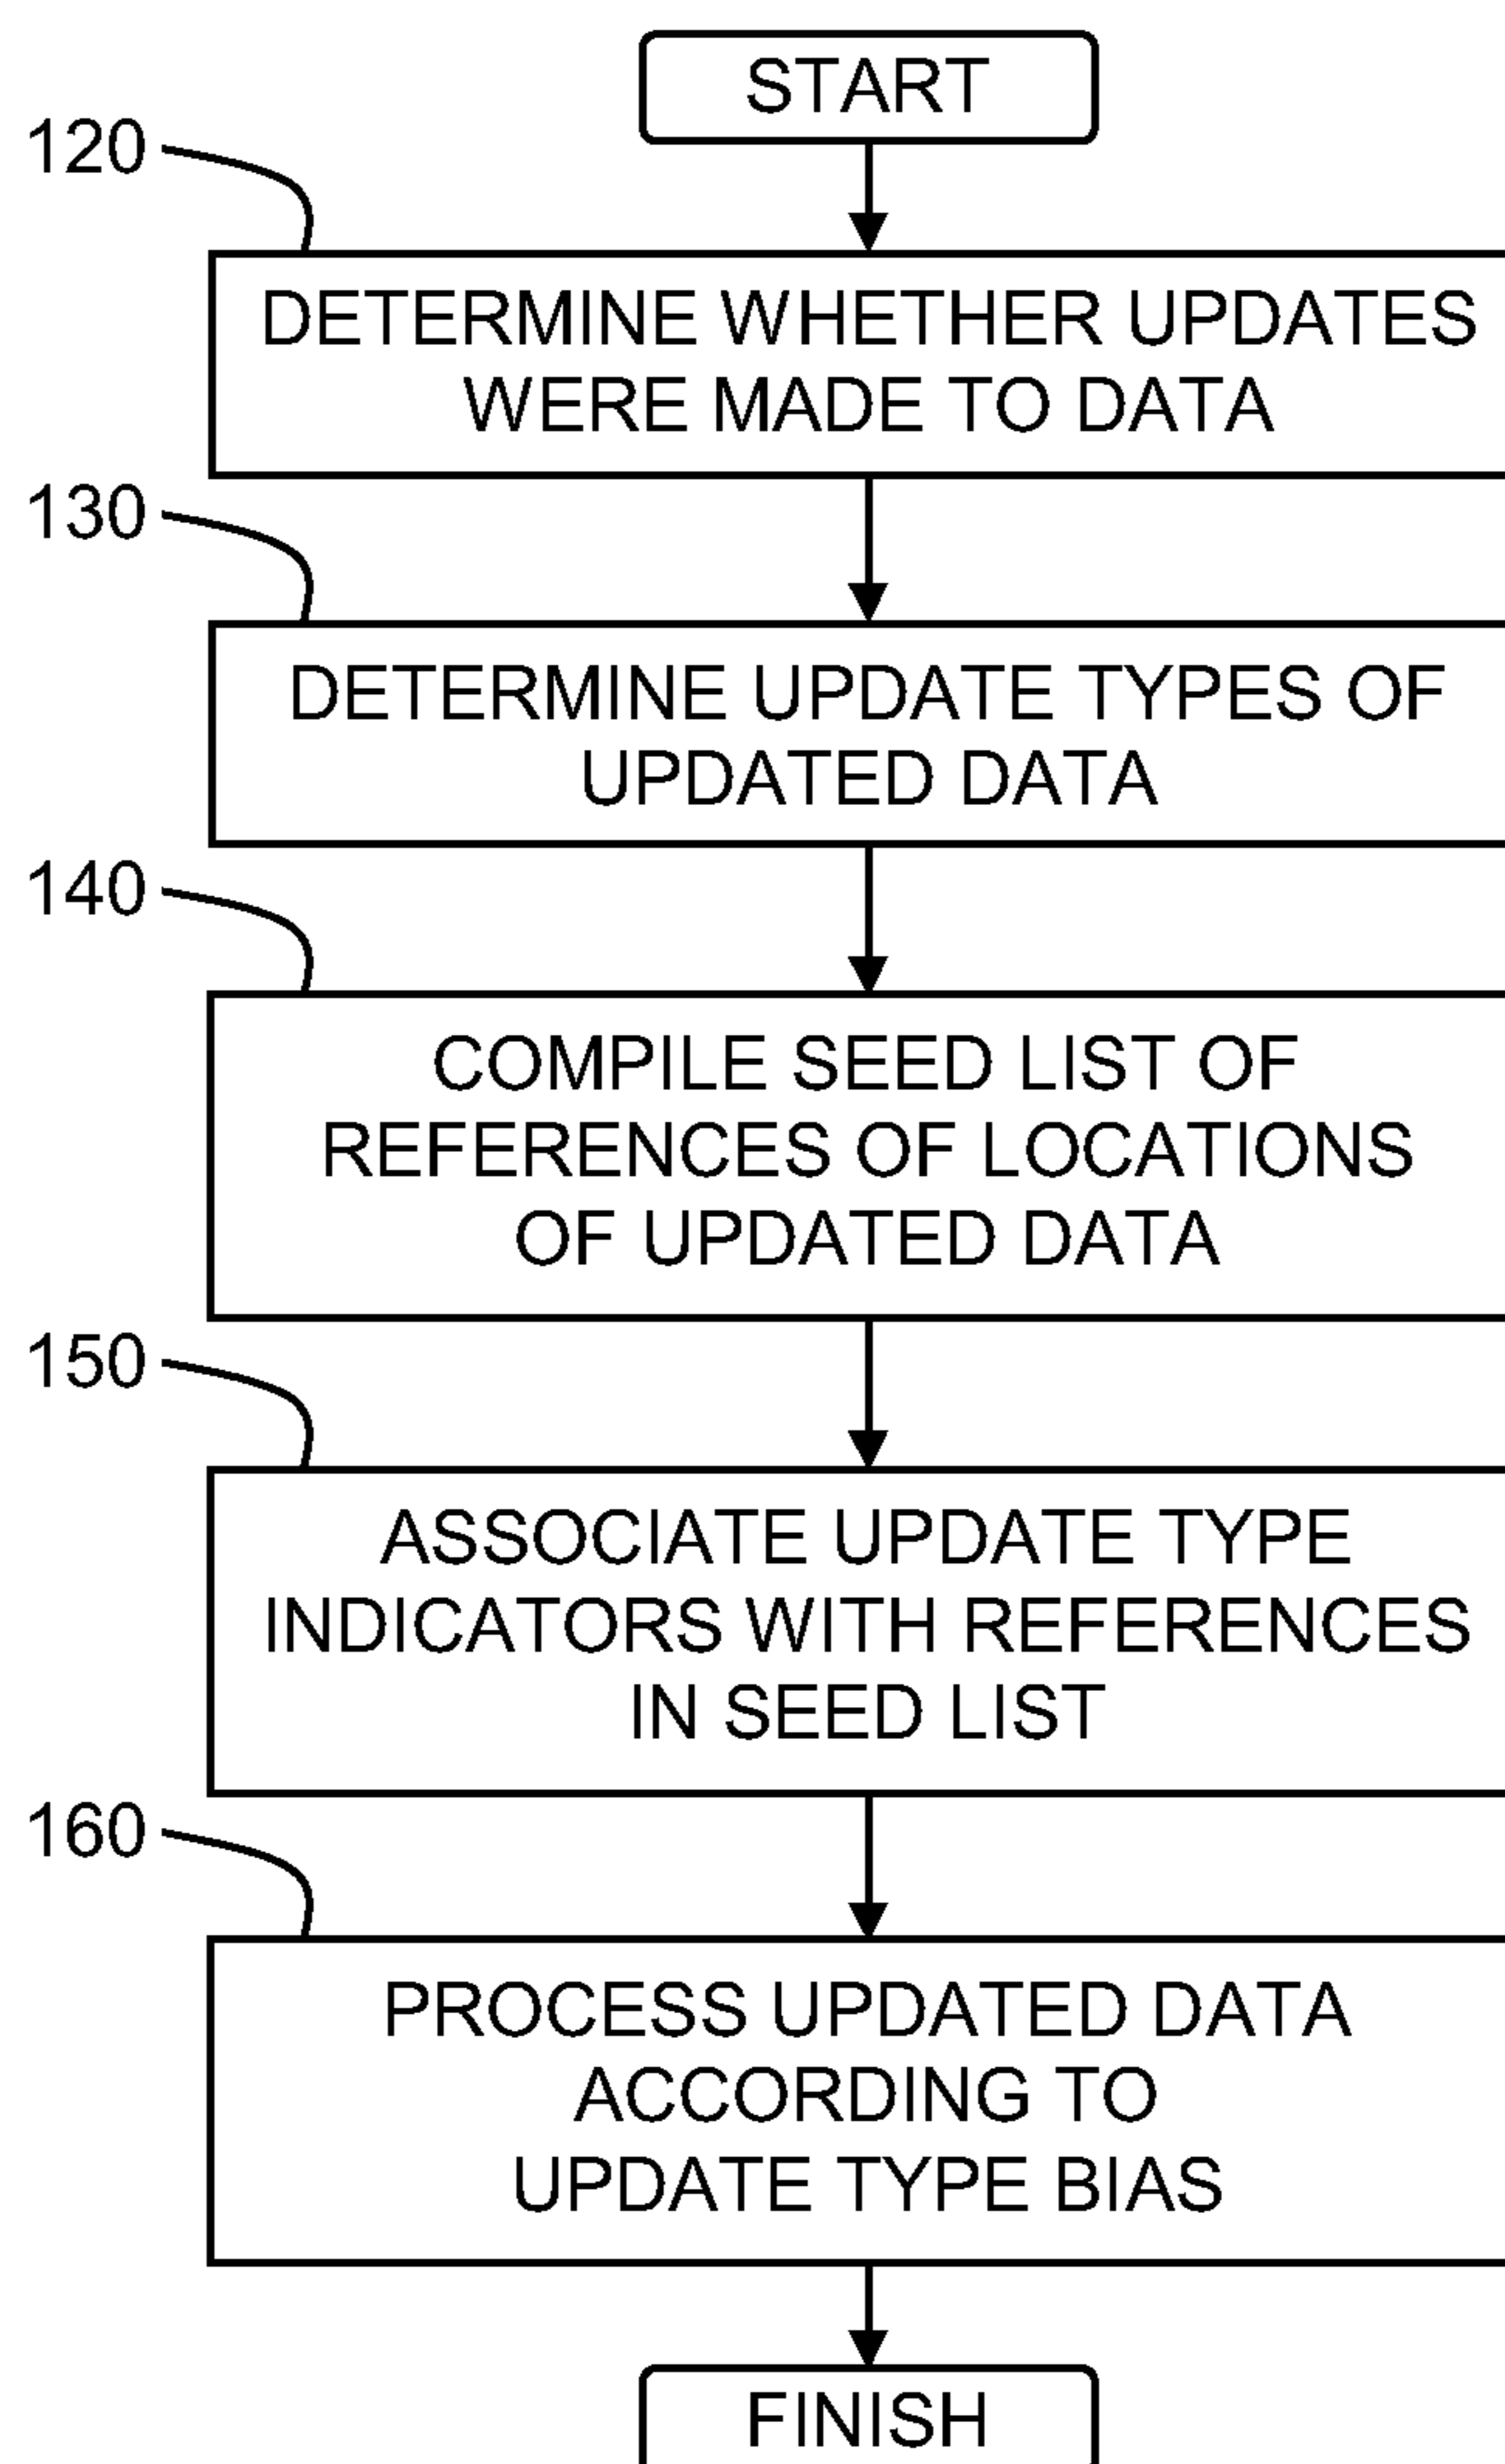 START
120
DETERMINE WHETHER UPDATES
WERE MADE TO DATA
130
DETERMINE UPDATE TYPES OF
UPDATED DATA
140
COMPILE SEED LIST OF
REFERENCES OF LOCATIONS
OF UPDATED DATA
150
ASSOCIATE UPDATE TYPE
INDICATORS WITH REFERENCES
IN SEED LIST
160
PROCESS UPDATED DATA
ACCORDING TO
UPDATE TYPE BIAS
FINISH